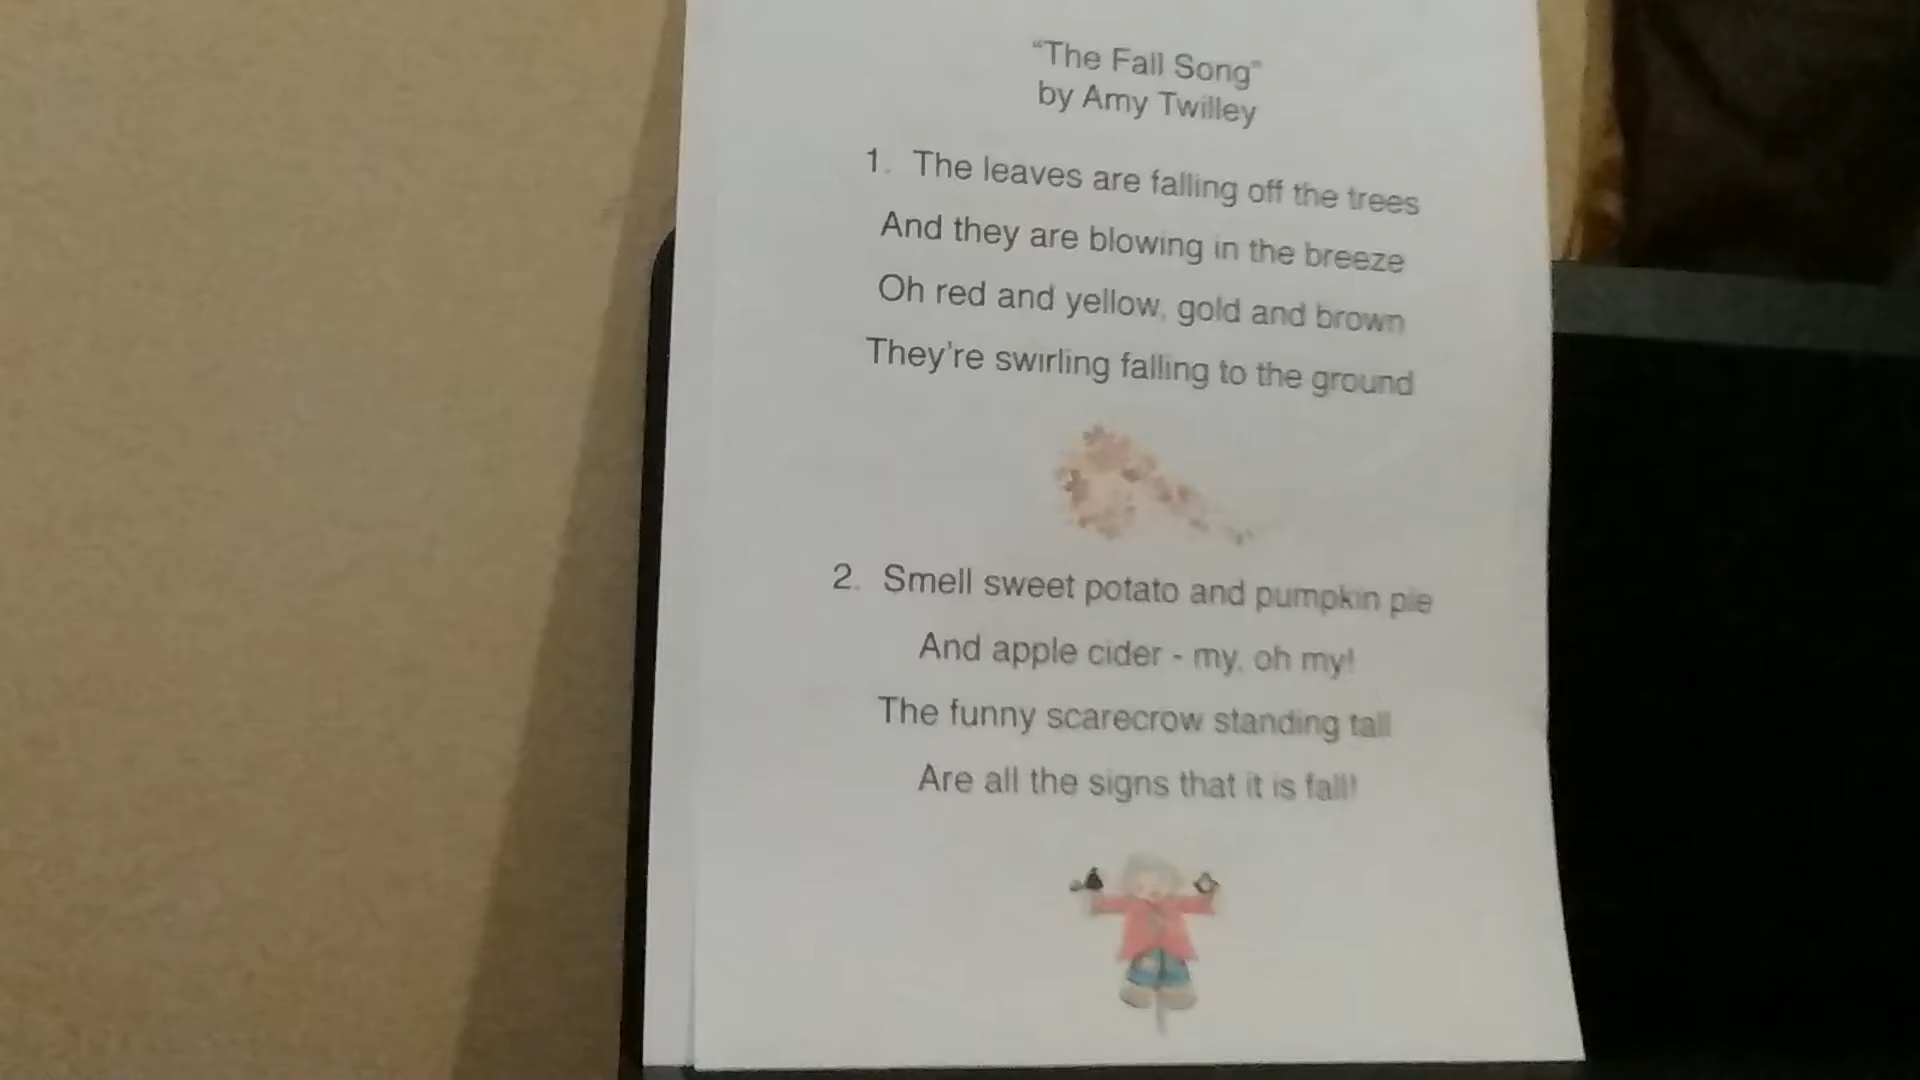 "The Fall Song"
by Amy Twilley
1. The leaves are falling off the trees
And they are blowing in the breeze
Oh red and yellow, gold and brown
They're swirling falling to the ground
2. Smell sweet potato and pumpkin pie
And apple cider - my, oh my!
The funny scarecrow standing tall
Are all the signs that it is fall!